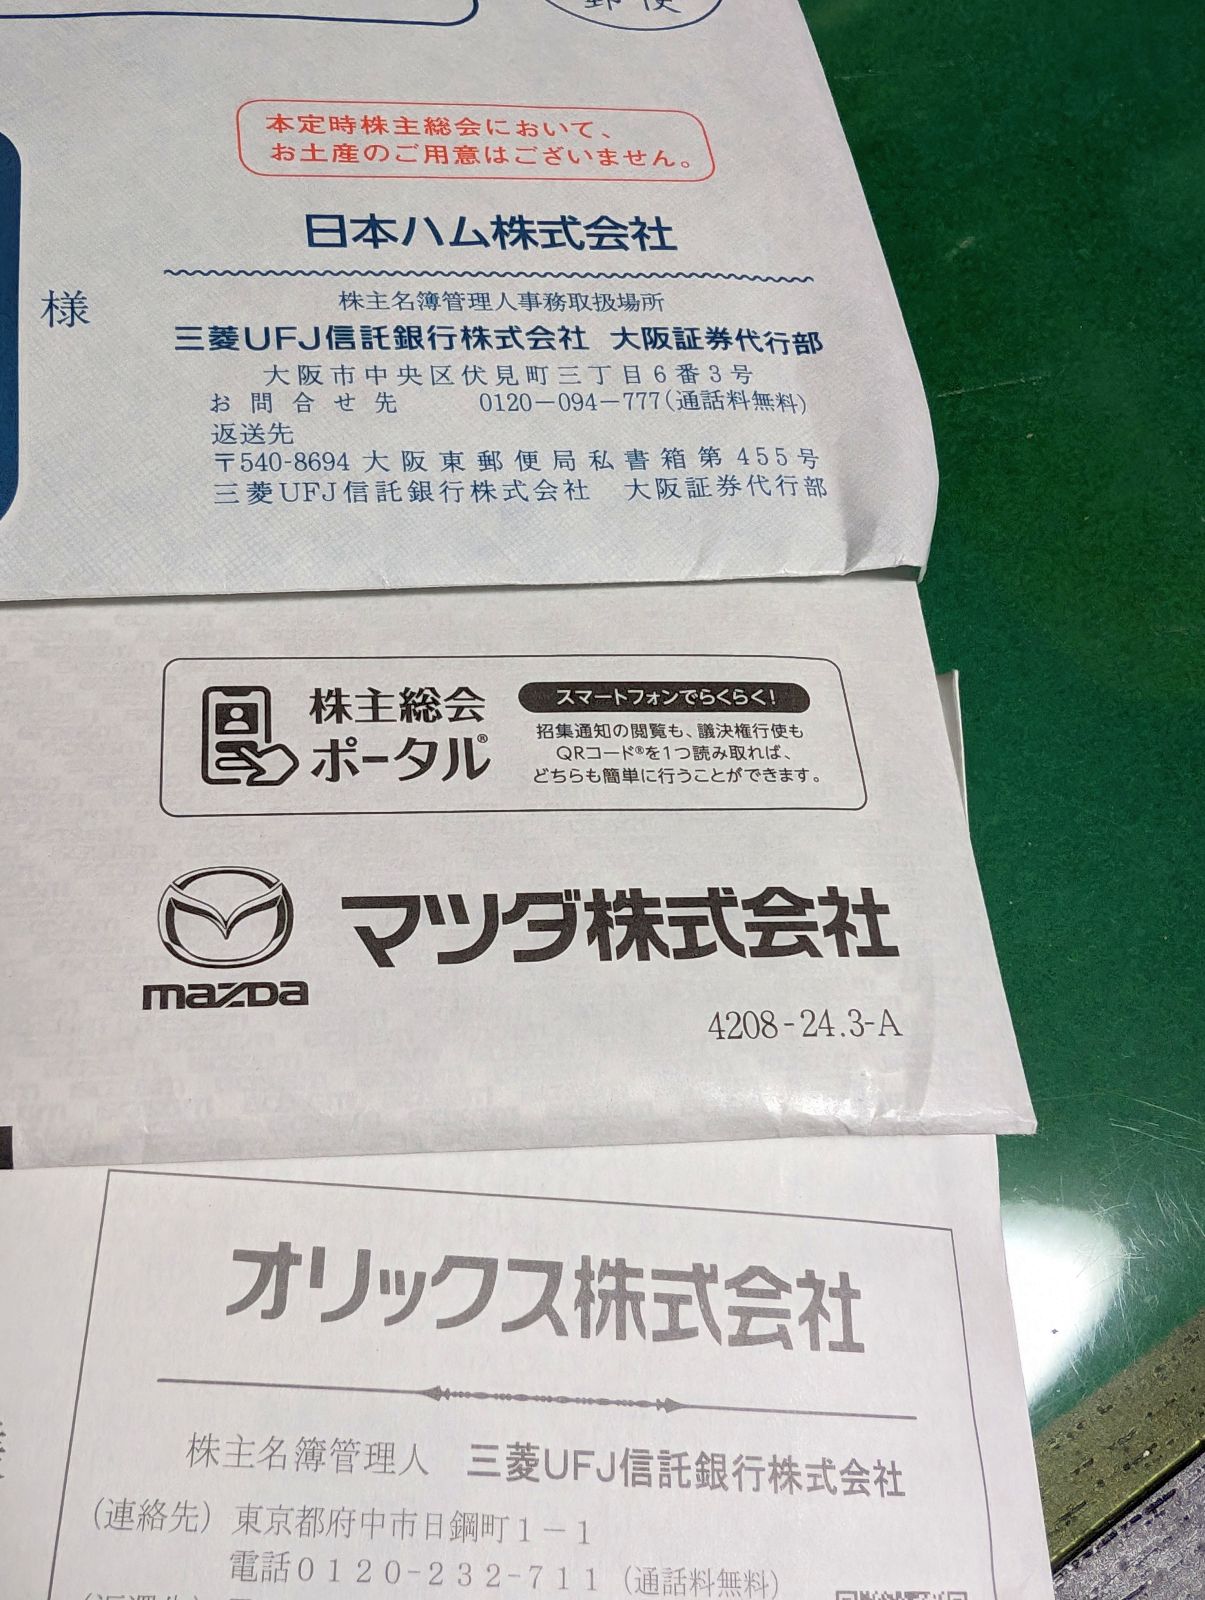 郵便
本定時株主総会において、
お土産のご用意はございません。
日本ハム株式会社
様
株主名簿管理人事務取扱場所
三菱UFJ信託銀行株式会社 大阪証券代行部
大阪市中央区伏見町三丁目6番3号
お問合せ先 0120-094-777(通話料無料)
返送先
〒540-8694 大阪東郵便局私書箱第455号
三菱UFJ信託銀行株式会社 大阪証券代行部
株主総会
ポータル®
スマートフォンでらくらく!
招集通知の閲覧も、議決権行使も
QRコード®を1つ読み取れば、
どちらも簡単に行うことができます。
mazDa
マツダ株式会社
4208-24.3-A
オリックス株式会社
株主名簿管理人 三菱UFJ信託銀行株式会社
(連絡先) 東京都府中市日鋼町1-1
電話0120-232-711 (通話料無料)